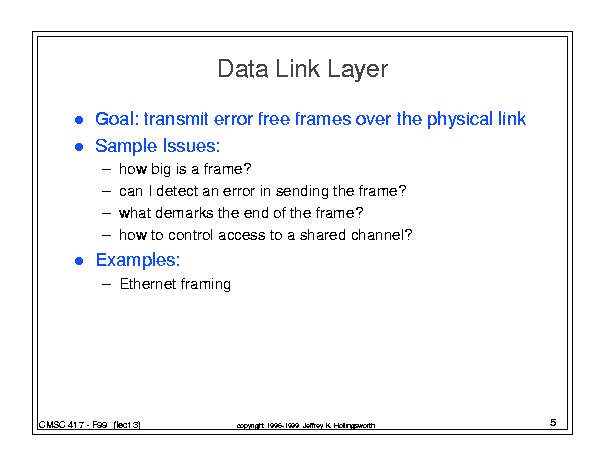 Data Link Layer
● Goal: transmit error free frames over the physical link
● Sample Issues:
– how big is a frame?
– can I detect an error in sending the frame?
– what demarks the end of the frame?
– how to control access to a shared channel?
● Examples:
– Ethernet framing
CMSC 417 - F99 (lect 3)
copyright 1996-1999 Jeffrey K. Hollingsworth
5